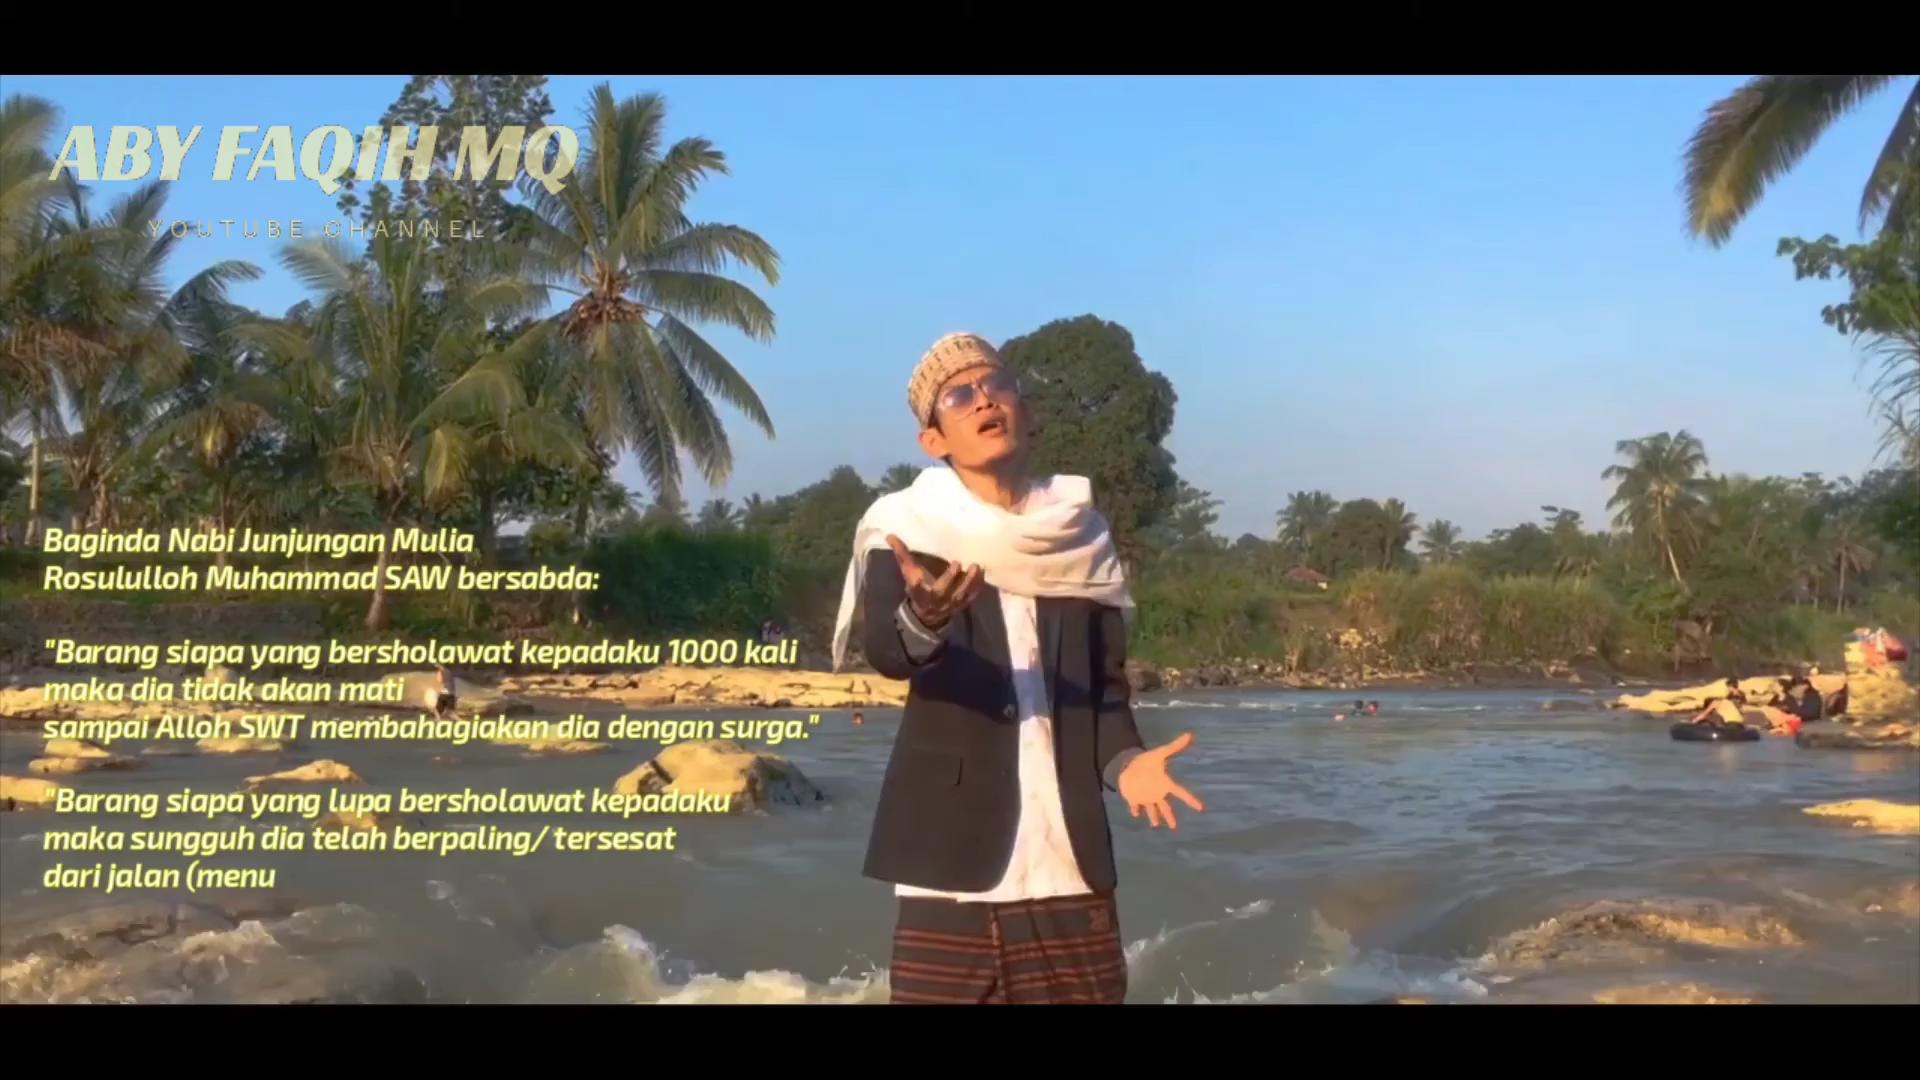 ABY FAQIH MQ
YOUTUBE CHANNEL
Baginda Nabi Junjungan Mulia
Rosululloh Muhammad SAW bersabda:
"Barang siapa yang bersholawat kepadaku 1000 kali
maka dia tidak akan mati
sampai Alloh SWT membahagiakan dia dengan surga."
"Barang siapa yang lupa bersholawat kepadaku
maka sungguh dia telah berpaling/ tersesat
dari jalan (menu